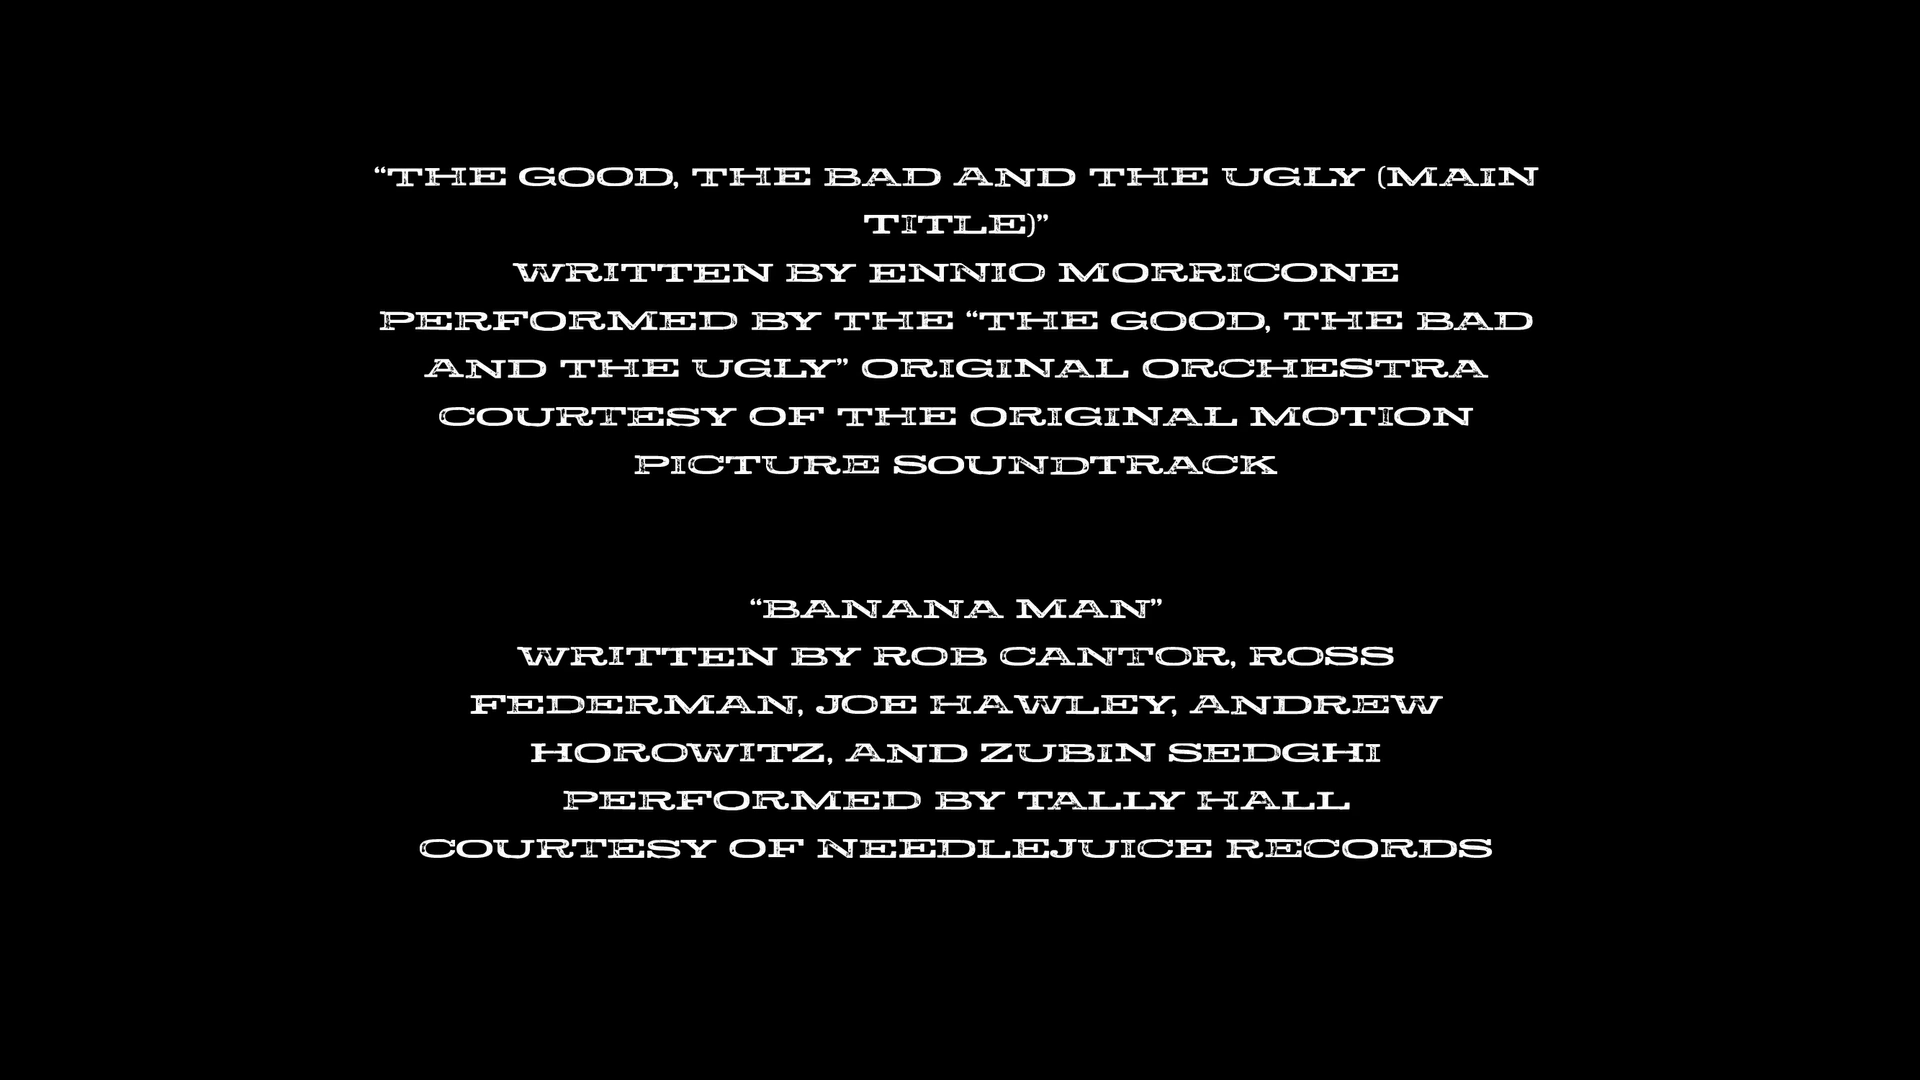 “THE GOOD, THE BAD AND THE UGLY (MAIN
TITLE)”
WRITTEN BY ENNIO MORRICONE
PERFORMED BY THE “THE GOOD, THE BAD
AND THE UGLY” ORIGINAL ORCHESTRA
COURTESY OF THE ORIGINAL MOTION
PICTURE SOUNDTRACK
“BANANA MAN”
WRITTEN BY ROB CANTOR, ROSS
FEDERMAN, JOE HAWLEY, ANDREW
HOROWITZ, AND ZUBIN SEDGHI
PERFORMED BY TALLY HALL
COURTESY OF NEEDLEJUICE RECORDS